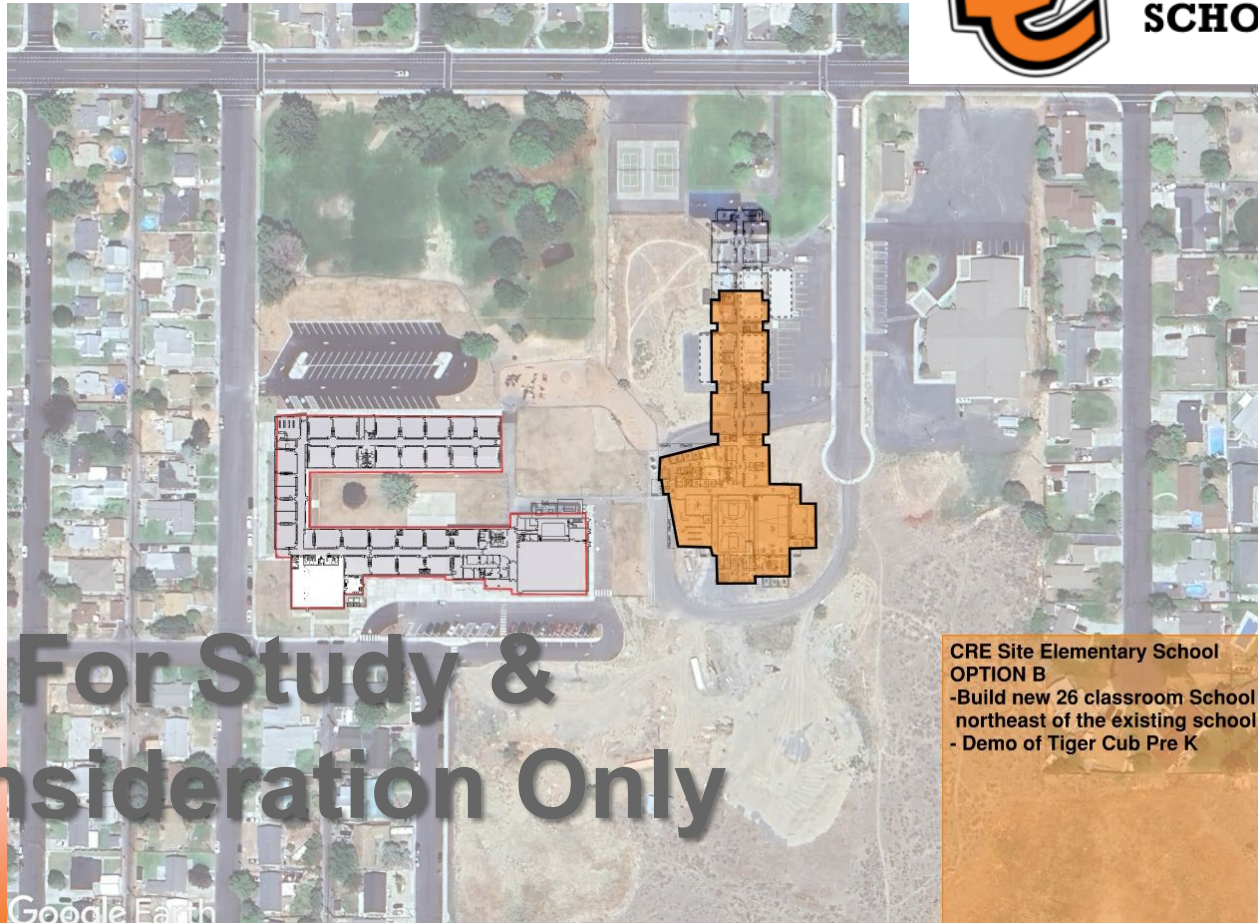 SCHO
CRE Site Elementary School
OPTION B
-Build new 26 classroom School
northeast of the existing school
- Demo of Tiger Cub Pre K
For Study &
nsideration Only
Google Earth